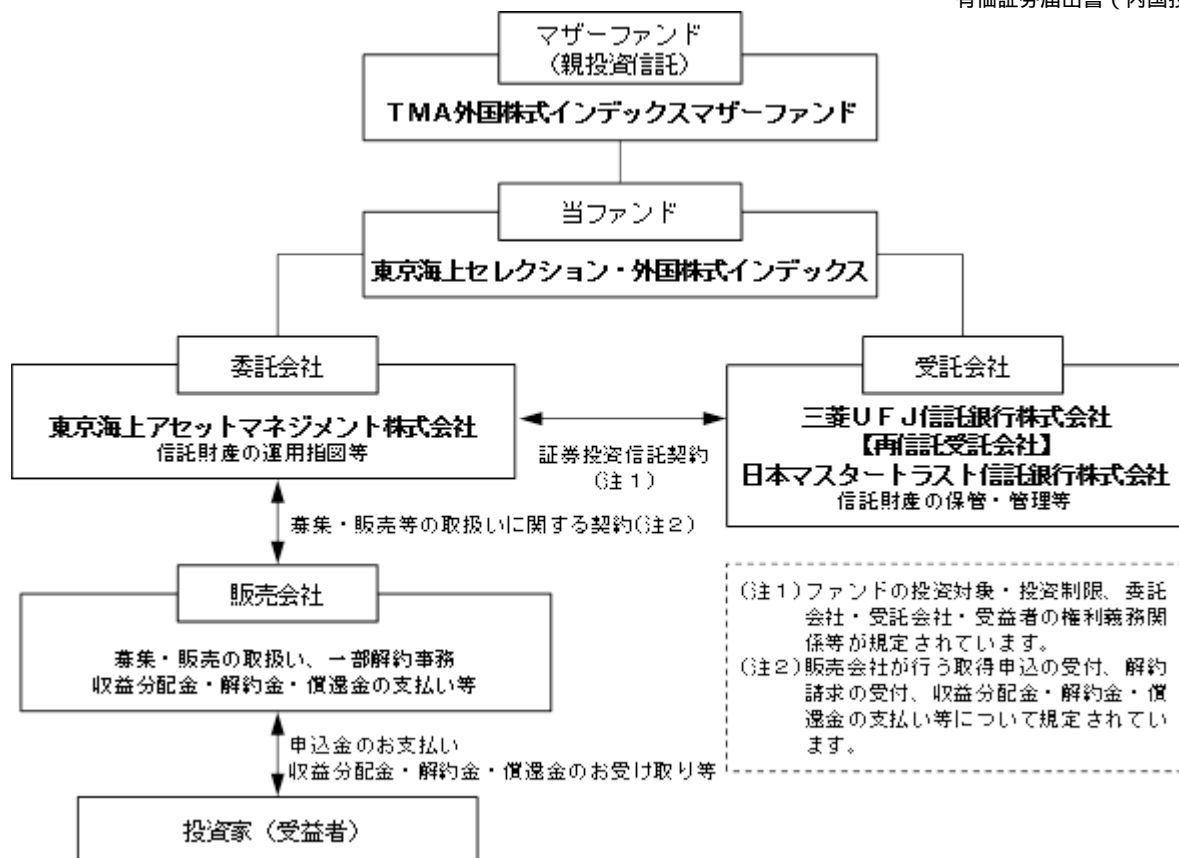 有価証券届出書(内国投
マザーファンド
(親投資信託)
TMA外国株式インデックスマザーファンド
当ファンド
東京海上セレクション・外国株式インデックス
委託会社
東京海上アセットマネジメント株式会社
信託財産の運用指図等
証券投資信託契約
(注1)
受託会社
三菱UFJ信託銀行株式会社
【再信託受託会社】
日本マスタートラスト信託銀行株式会社
信託財産の保管・管理等
募集・販売等の取扱いに関する契約(注2)
販売会社
募集・販売の取扱い、一部解約事務
収益分配金・解約金・償還金の支払い等
申込金のお支払い
収益分配金・解約金・償還金のお受け取り等
投資家(受益者)
(注1)ファンドの投資対象・投資制限、委託
会社・受託会社・受益者の権利義務関
係等が規定されています。
(注2)販売会社が行う取得申込の受付、解約
請求の受付、収益分配金・解約金・償
還金の支払い等について規定されてい
ます。